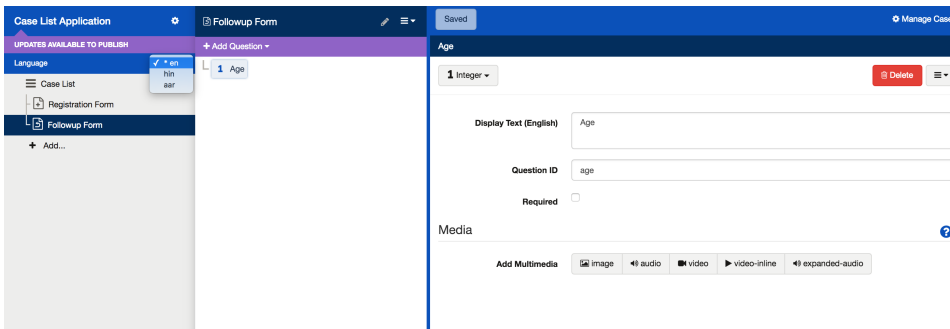 Case List Application
UPDATES AVAILABLE TO PUBLISH
Language
✓ * en
hin
aar
Case List
Registration Form
Followup Form
+ Add...
Followup Form
+ Add Question
1 Age
Saved
Manage Case
Age
1 Integer
Delete
Display Text (English)
Age
Question ID
age
Required
Media
?
Add Multimedia
image
audio
video
video-inline
expanded-audio